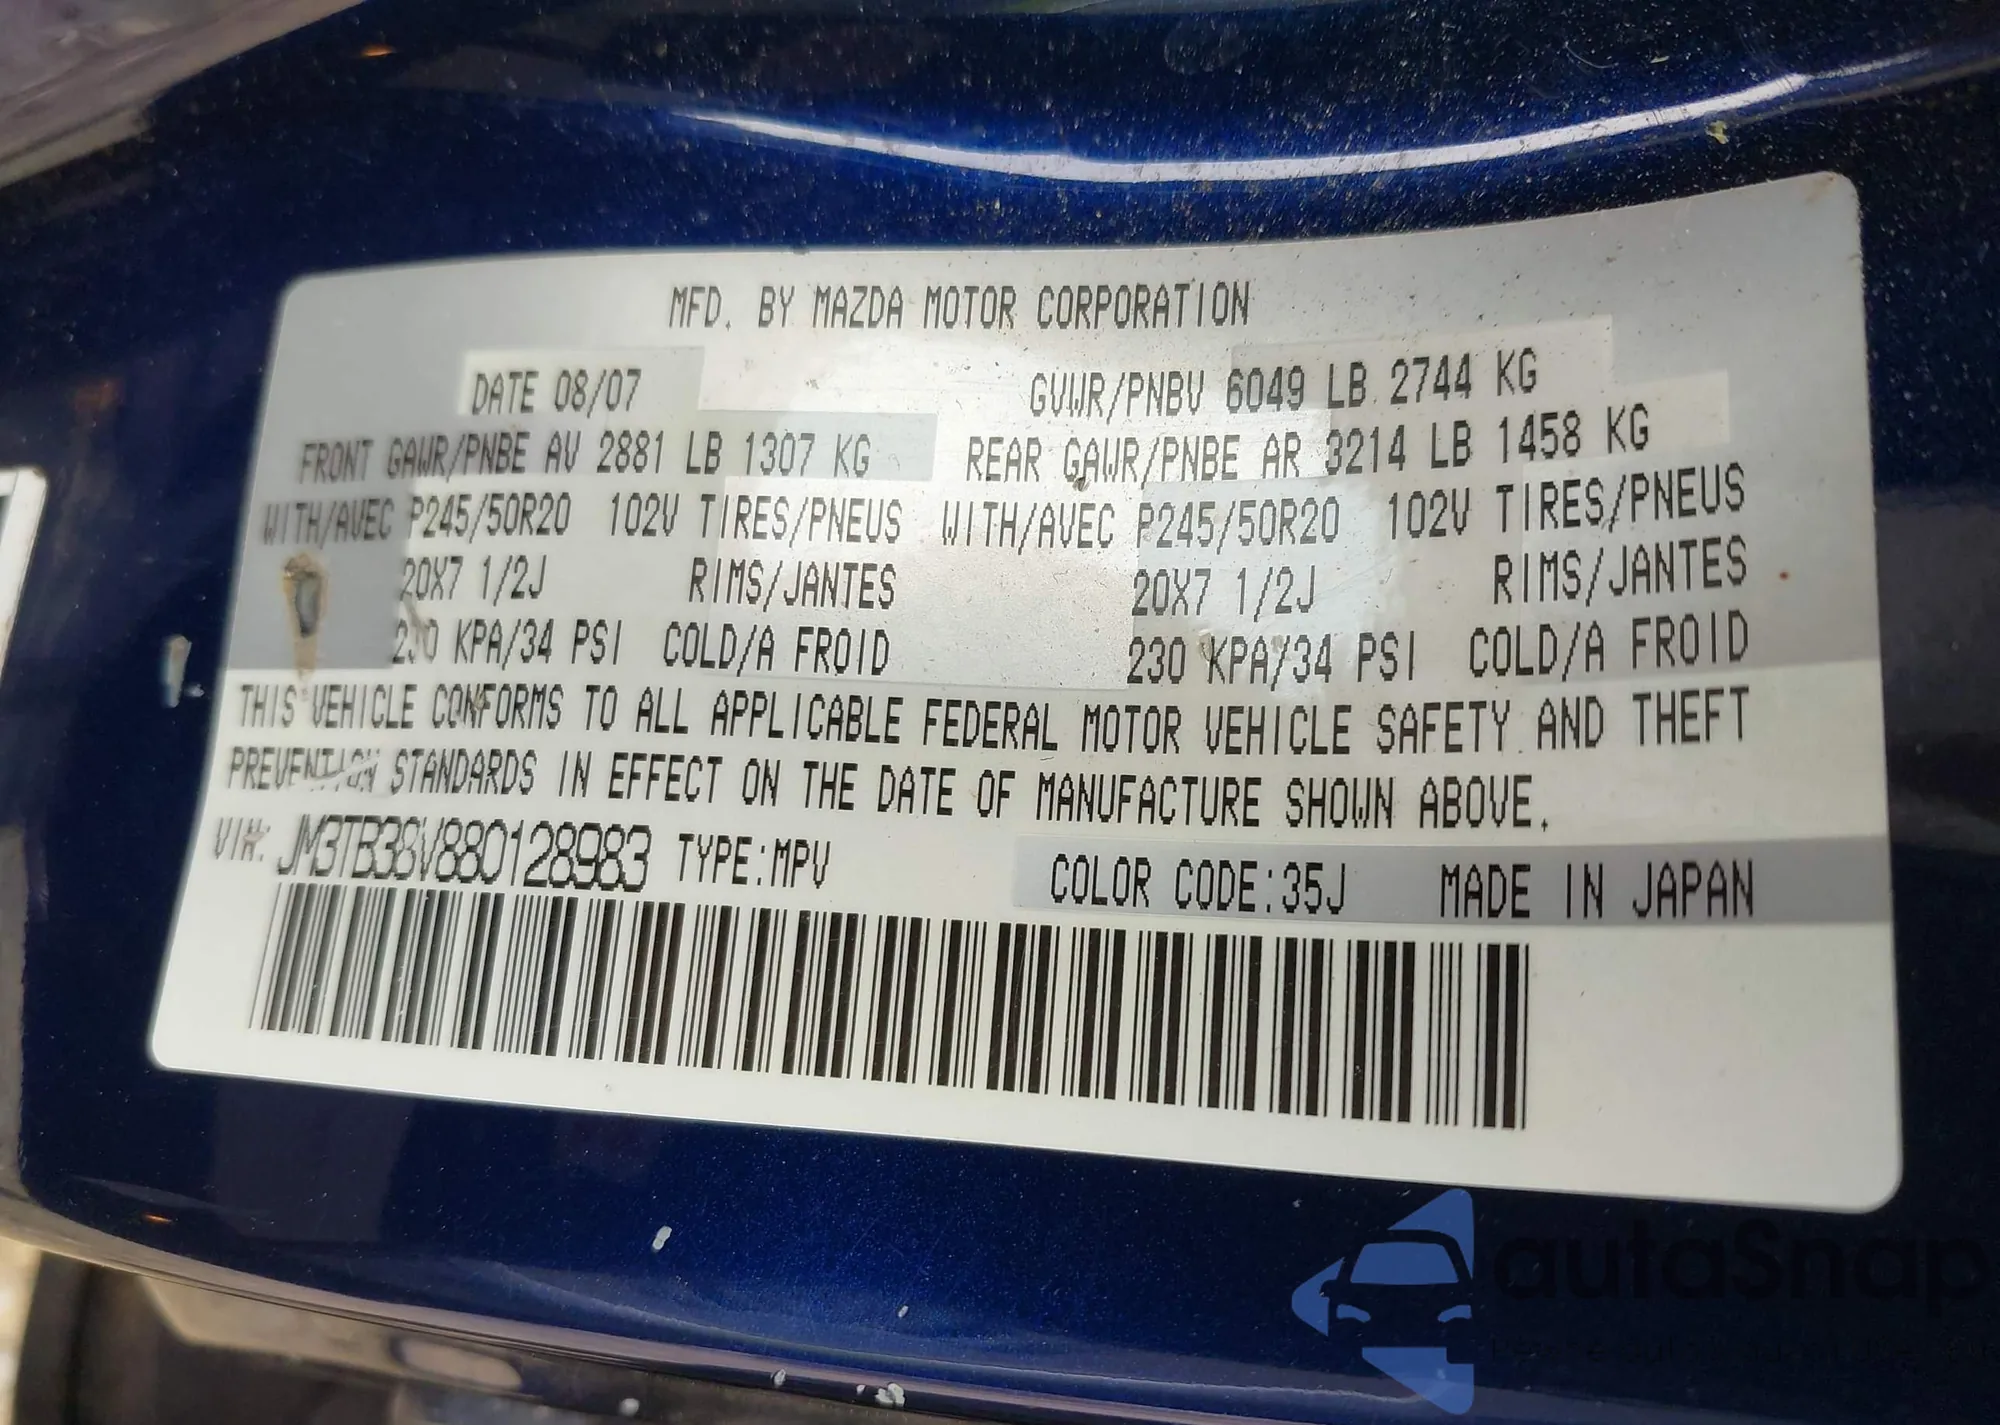 MFD. BY MAZDA MOTOR CORPORATION
DATE 08/07 GVWR/PNBV 6049 LB 2744 KG
FRONT GAWR/PNBE AV 2881 LB 1307 KG REAR GAWR/PNBE AR 3214 LB 1458 KG
WITH/AVEC P245/50R20 102V TIRES/PNEUS WITH/AVEC P245/50R20 102V TIRES/PNEUS
20X7 1/2J RIMS/JANTES 20X7 1/2J RIMS/JANTES
230 KPA/34 PSI COLD/A FROID 230 KPA/34 PSI COLD/A FROID
THIS VEHICLE CONFORMS TO ALL APPLICABLE FEDERAL MOTOR VEHICLE SAFETY AND THEFT
PREVENTION STANDARDS IN EFFECT ON THE DATE OF MANUFACTURE SHOWN ABOVE.
VIN: JM3TB38V880128983 TYPE:MPV COLOR CODE:35J MADE IN JAPAN
autaSnap